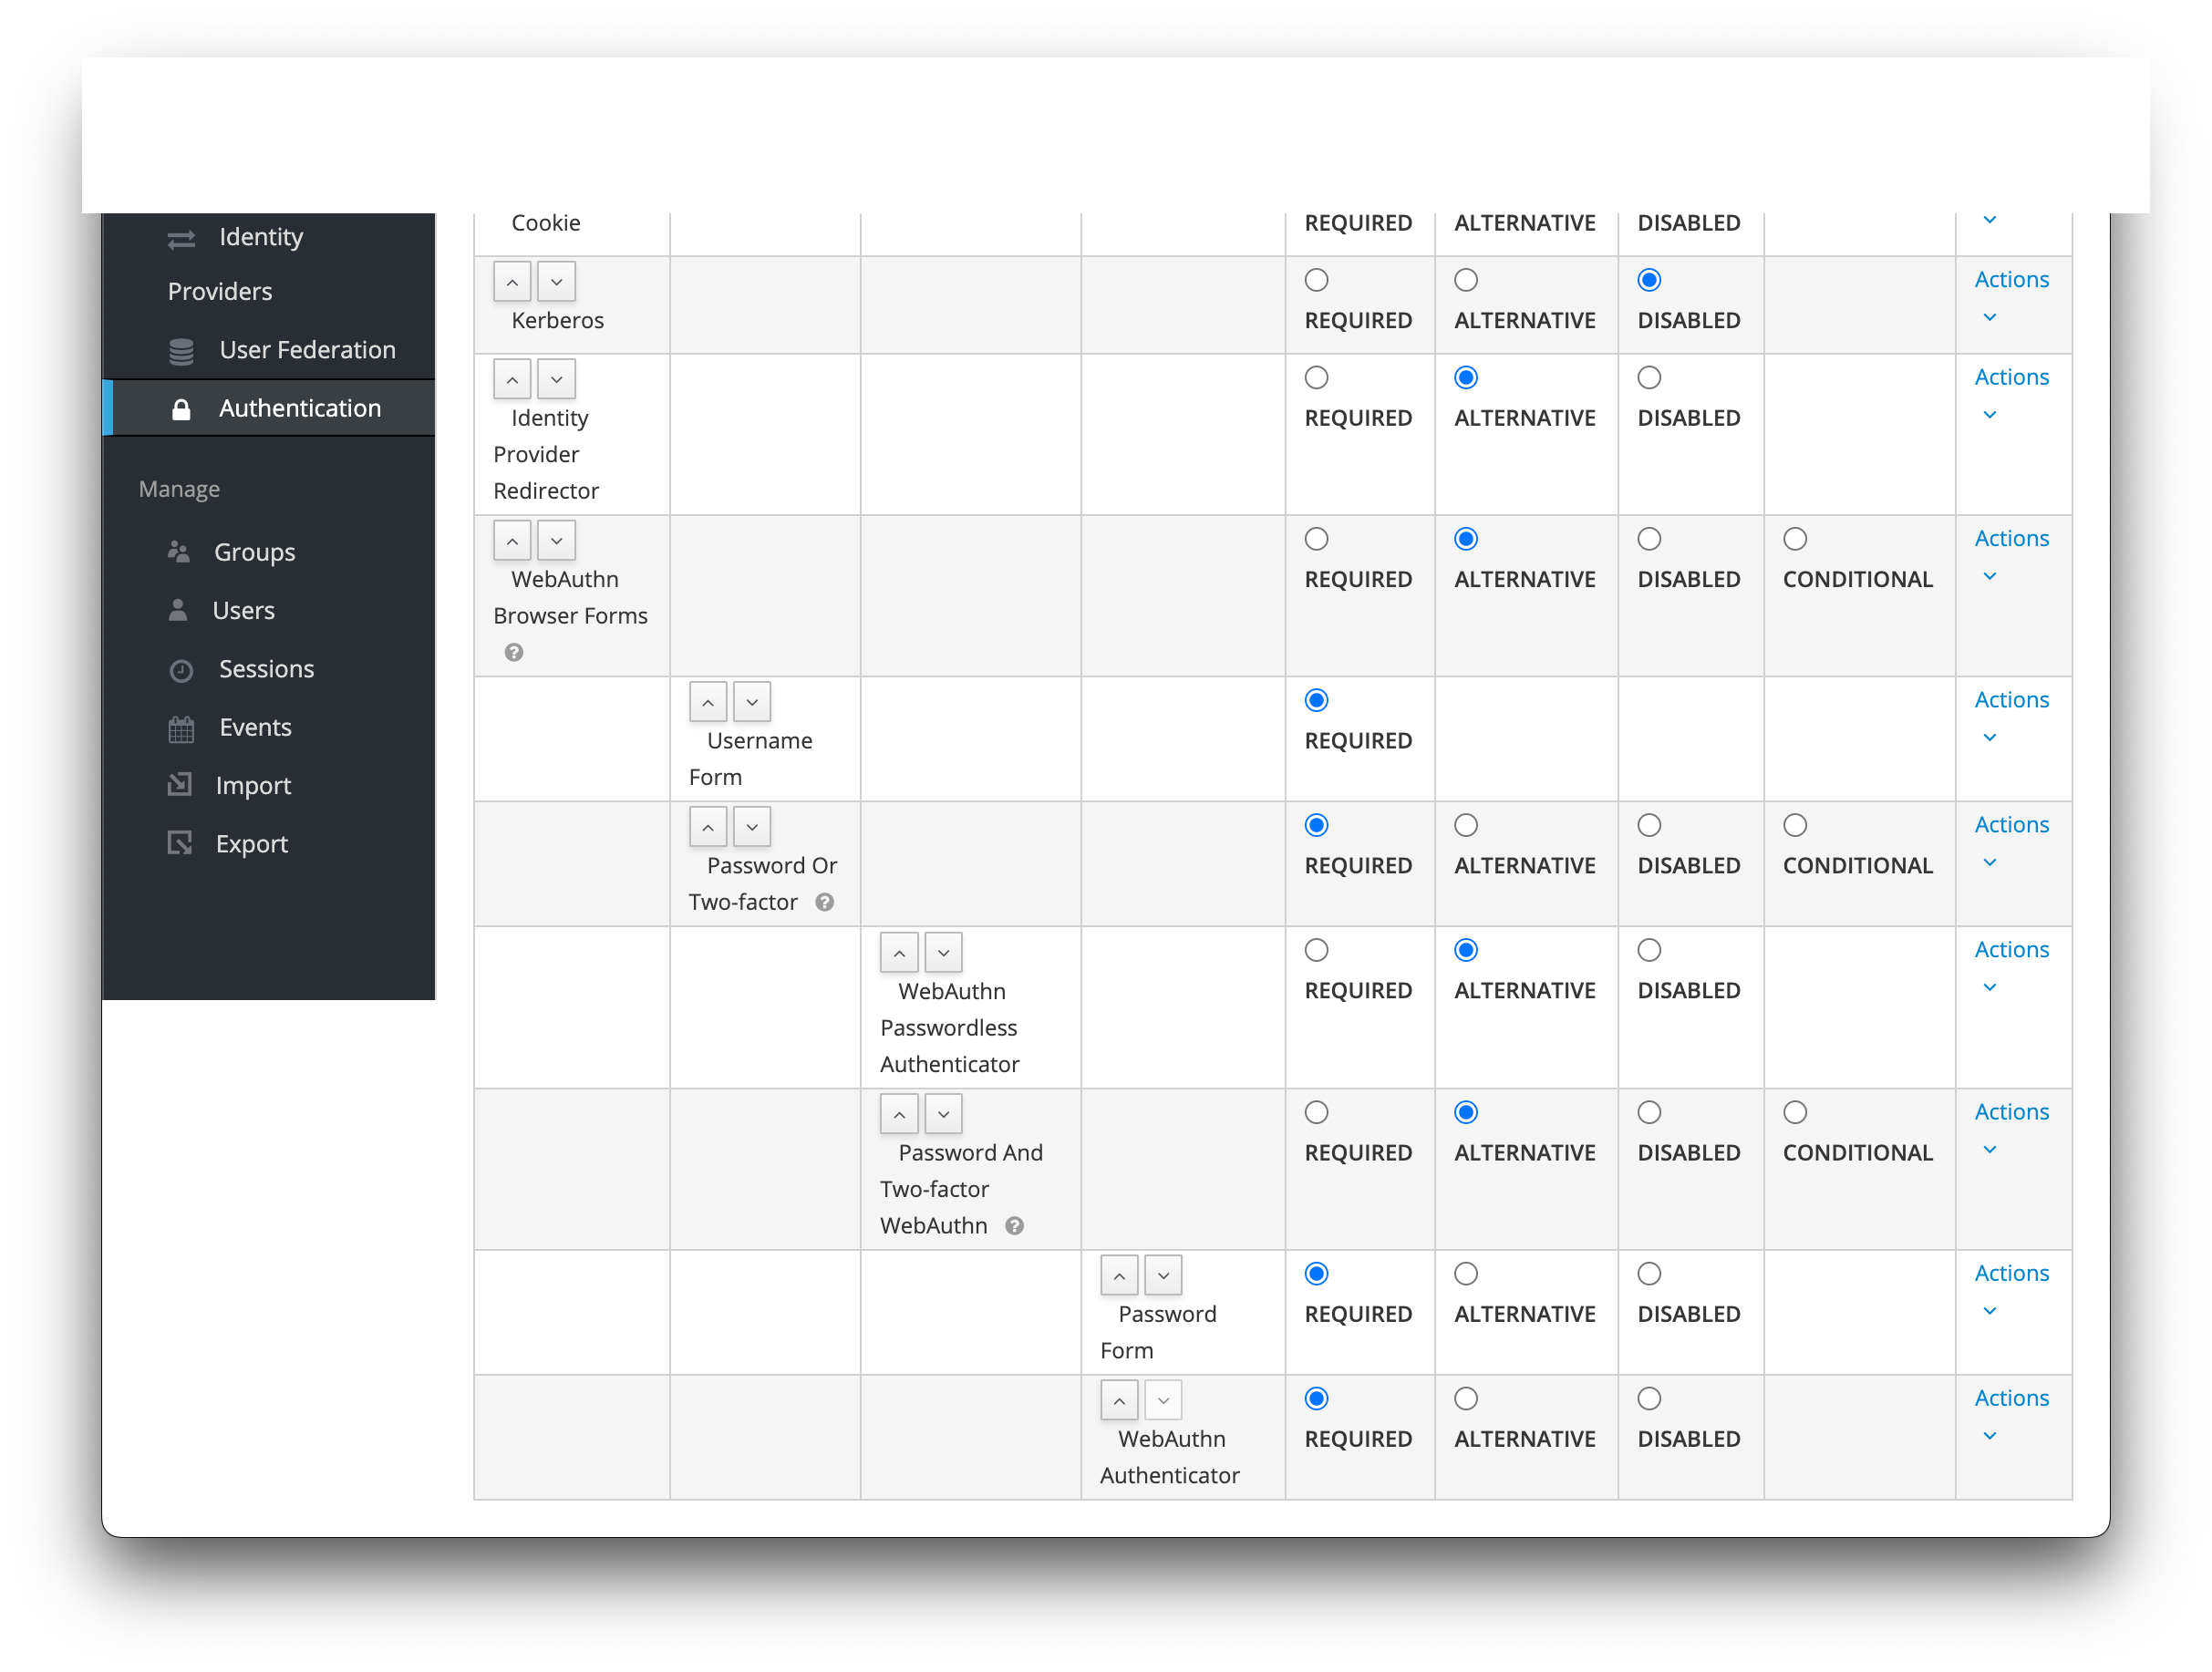 Identity
Providers
User Federation
Authentication
Manage
Groups
Users
Sessions
Events
Import
Export
Cookie REQUIRED ALTERNATIVE DISABLED
Actions
Kerberos REQUIRED ALTERNATIVE DISABLED
Actions
Identity REQUIRED ALTERNATIVE DISABLED
Provider
Redirector
Actions
WebAuthn REQUIRED ALTERNATIVE DISABLED CONDITIONAL
Browser Forms
Actions
Username REQUIRED
Form
Actions
Password Or REQUIRED ALTERNATIVE DISABLED CONDITIONAL
Two-factor
Actions
WebAuthn REQUIRED ALTERNATIVE DISABLED
Passwordless
Authenticator
Actions
Password And REQUIRED ALTERNATIVE DISABLED CONDITIONAL
Two-factor
WebAuthn
Actions
Password REQUIRED ALTERNATIVE DISABLED
Form
Actions
WebAuthn REQUIRED ALTERNATIVE DISABLED
Authenticator